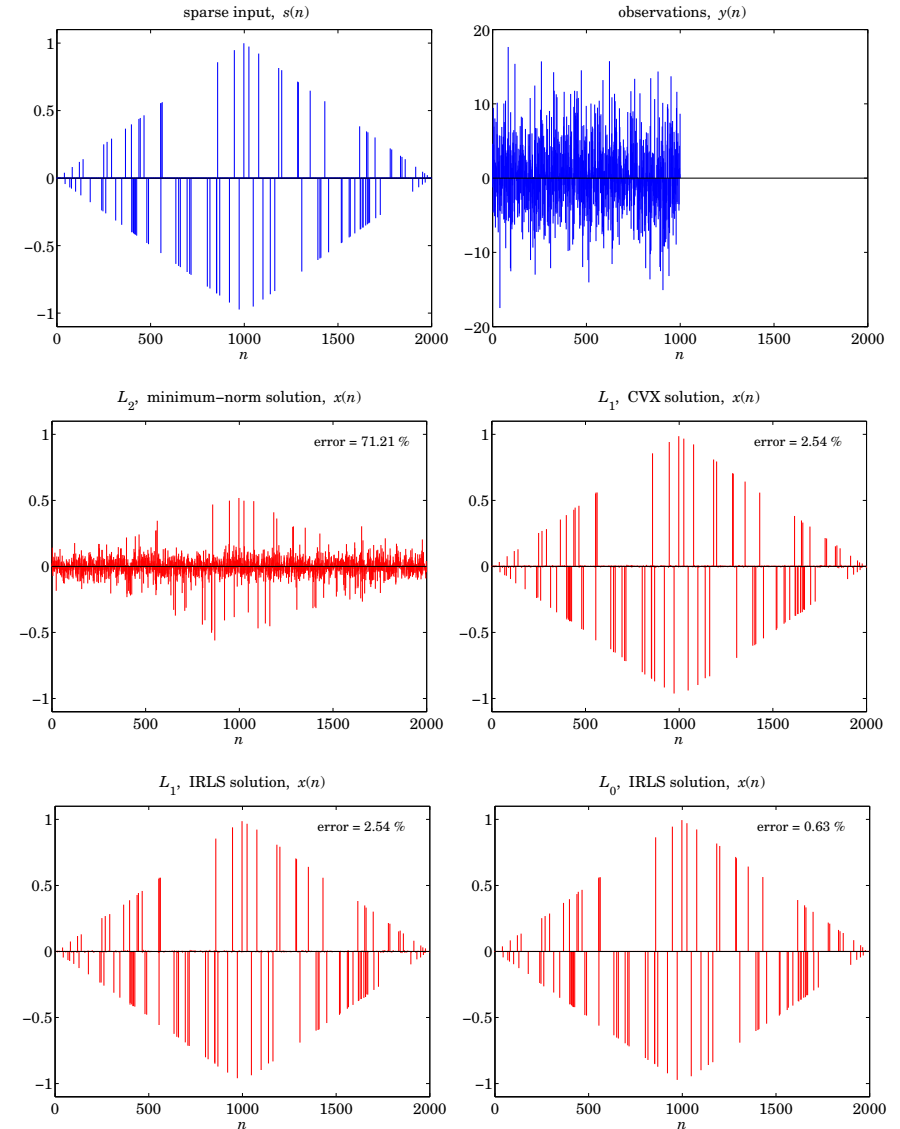 sparse input, s(n)
1
0.5
0
−0.5
−1
0 500 1000 1500 2000
n
observations, y(n)
20
10
0
−10
−20
0 500 1000 1500 2000
n
L2, minimum−norm solution, x(n)
error = 71.21 %
1
0.5
0
−0.5
−1
0 500 1000 1500 2000
n
L1, CVX solution, x(n)
error = 2.54 %
1
0.5
0
−0.5
−1
0 500 1000 1500 2000
n
L1, IRLS solution, x(n)
error = 2.54 %
1
0.5
0
−0.5
−1
0 500 1000 1500 2000
n
L0, IRLS solution, x(n)
error = 0.63 %
1
0.5
0
−0.5
−1
0 500 1000 1500 2000
n